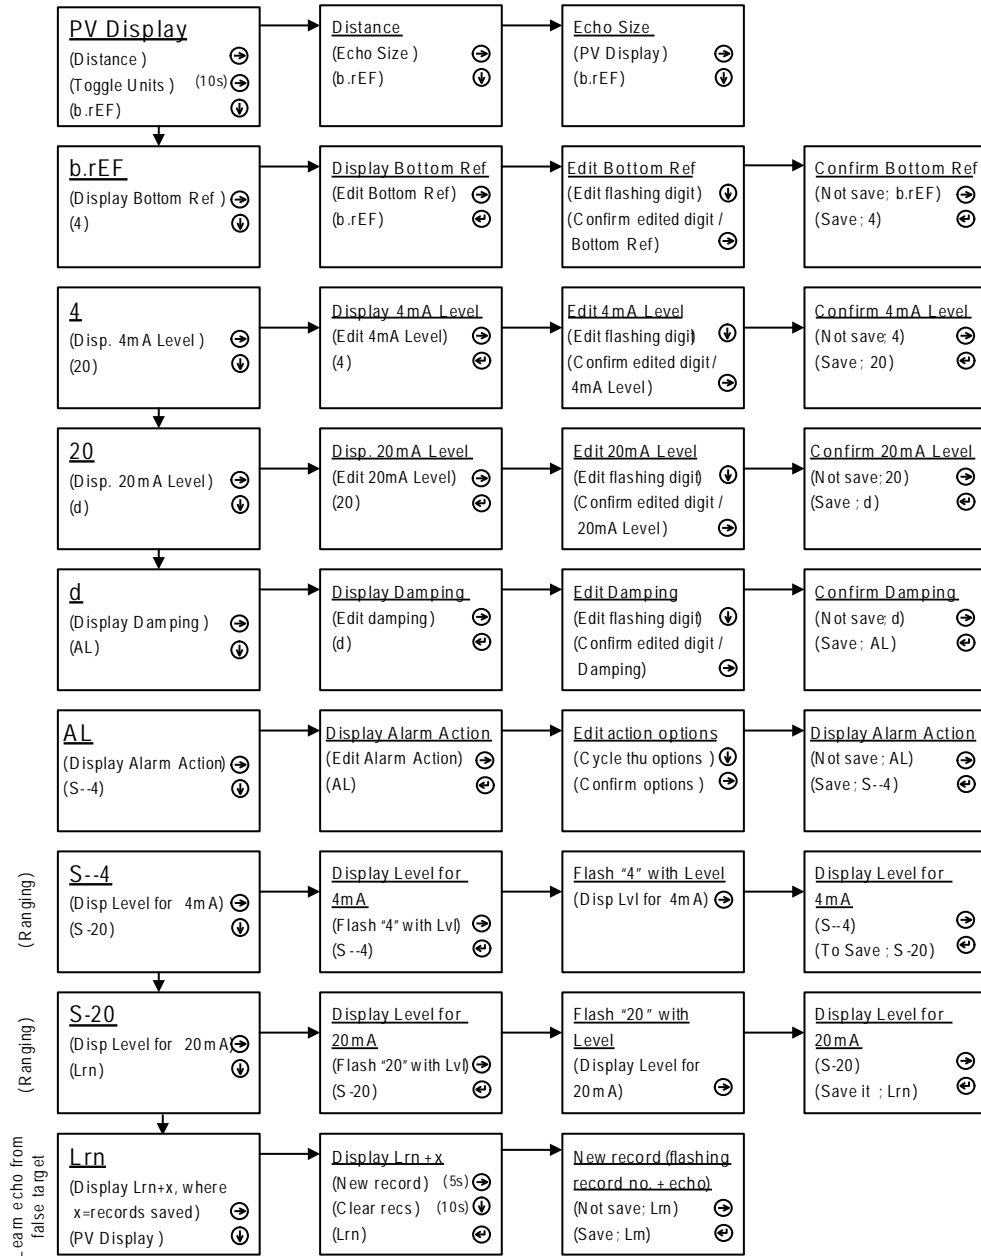 PV Display
(Distance)
(Toggle Units) (10s)
(b.rEF)
Distance
(Echo Size)
(b.rEF)
Echo Size
(PV Display)
(b.rEF)
b.rEF
(Display Bottom Ref)
(4)
Display Bottom Ref
(Edit Bottom Ref)
(b.rEF)
Edit Bottom Ref
(Edit flashing digit)
(Confirm edited digit /
Bottom Ref)
Confirm Bottom Ref
(Not save; b.rEF)
(Save; 4)
4
(Disp. 4mA Level)
(20)
Display 4mA Level
(Edit 4mA Level)
(4)
Edit 4mA Level
(Edit flashing digit)
(Confirm edited digit/
4mA Level)
Confirm 4mA Level
(Not save; 4)
(Save; 20)
20
(Disp. 20mA Level)
(d)
Disp. 20mA Level
(Edit 20mA Level)
(20)
Edit 20mA Level
(Edit flashing digit)
(Confirm edited digit /
20mA Level)
Confirm 20mA Level
(Not save; 20)
(Save; d)
d
(Display Damping)
(AL)
Display Damping
(Edit damping)
(d)
Edit Damping
(Edit flashing digit)
(Confirm edited digit /
Damping)
Confirm Damping
(Not save; d)
(Save; AL)
AL
(Display Alarm Action)
(S--4)
Display Alarm Action
(Edit Alarm Action)
(AL)
Edit action options
(Cycle thu options)
(Confirm options)
Display Alarm Action
(Not save; AL)
(Save; S--4)
(Ranging)
S--4
(Disp Level for 4mA)
(S-20)
Display Level for
4mA
(Flash "4" with Lvl)
(S--4)
Flash "4" with Level
(Disp Lvl for 4mA)
Display Level for
4mA
(S--4)
(To Save; S-20)
(Ranging)
S-20
(Disp Level for 20mA)
(Lrn)
Display Level for
20mA
(Flash "20" with Lvl)
(S-20)
Flash "20" with
Level
(Display Level for
20mA)
Display Level for
20mA
(S-20)
(Save it ; Lrn)
earn echo from
false target
Lrn
(Display Lrn+x, where
x=records saved)
(PV Display)
Display Lrn+x
(New record) (5s)
(Clear recs) (10s)
(Lrn)
New record (flashing
record no. + echo)
(Not save; Lrn)
(Save; Lrn)